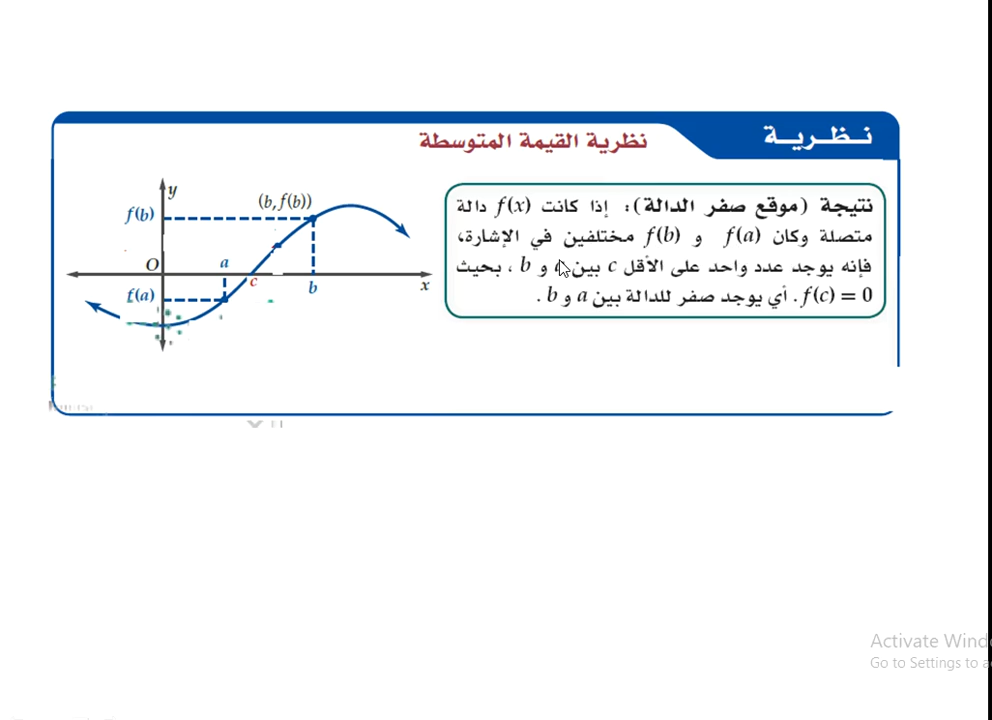 نـظـريـة
نظرية القيمة المتوسطة
نتيجة (موقع صفر الدالة): إذا كانت f(x) دالة
متصلة وكان f(a) و f(b) مختلفين في الإشارة،
فإنه يوجد عدد واحد على الأقل c بين و b ، بحيث
f(c) = 0. أي يوجد صفر للدالة بين a و b .
y
(b, f(b))
f(b)
O
a
c
b
x
f(a)
Activate Wind
Go to Settings to a